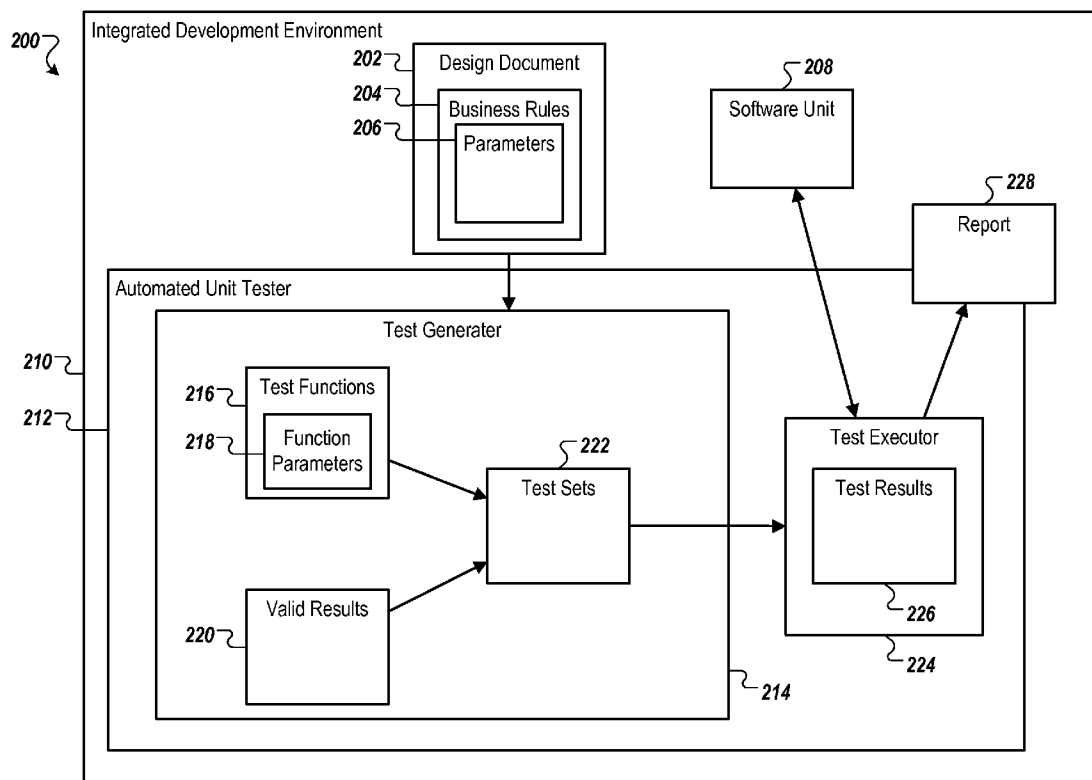 Integrated Development Environment
200
202
Design Document
204
Business Rules
206
Parameters
208
Software Unit
228
Report
Automated Unit Tester
Test Generater
210
212
216
Test Functions
218
Function
Parameters
222
Test Sets
Test Executor
Test Results
220
Valid Results
226
224
214